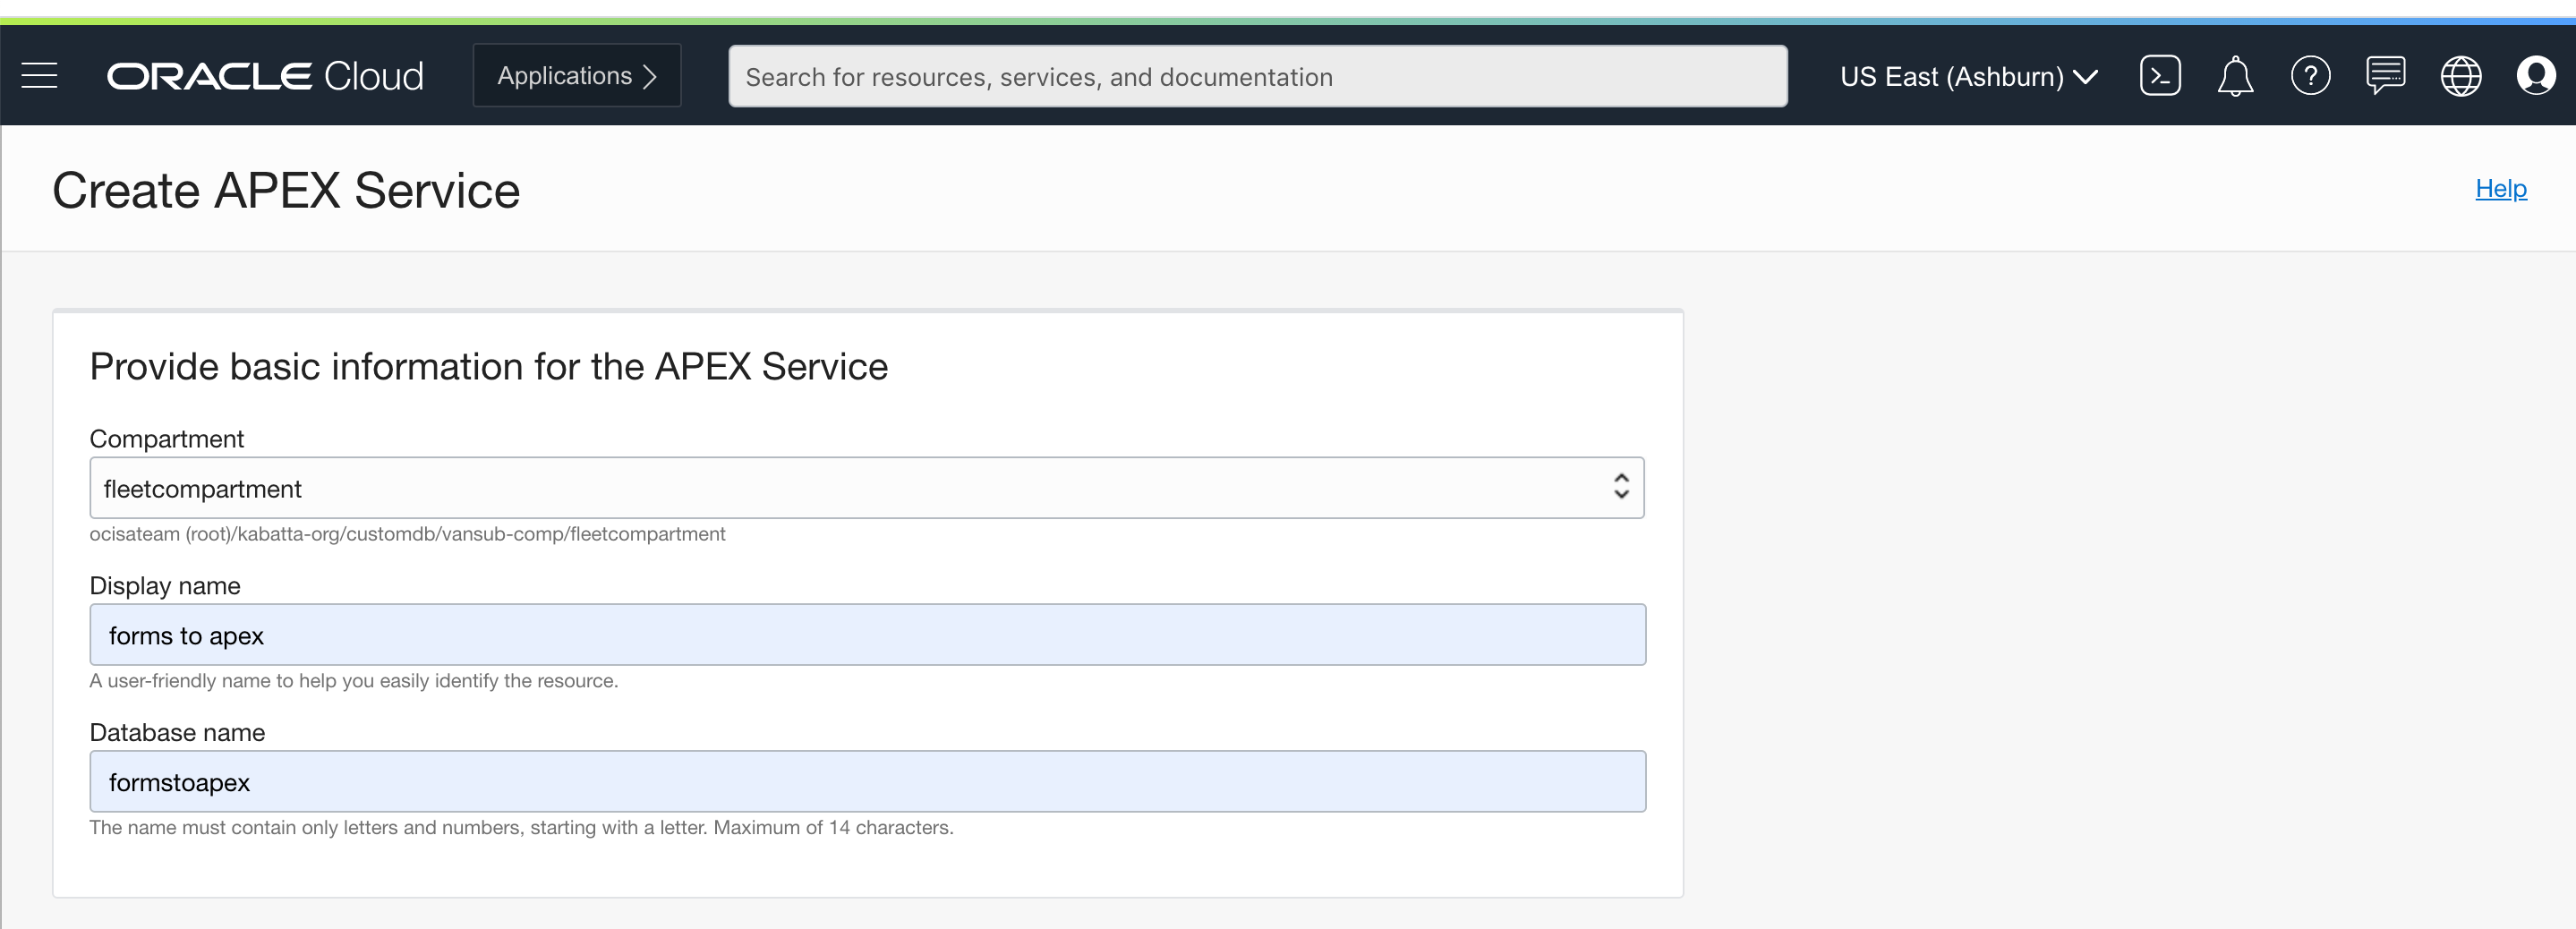 ORACLE Cloud
Applications
Search for resources, services, and documentation
US East (Ashburn)
Create APEX Service
Help
Provide basic information for the APEX Service
Compartment
fleetcompartment
ocisateam (root)/kabatta-org/customdb/vansub-comp/fleetcompartment
Display name
forms to apex
A user-friendly name to help you easily identify the resource.
Database name
formstoapex
The name must contain only letters and numbers, starting with a letter. Maximum of 14 characters.